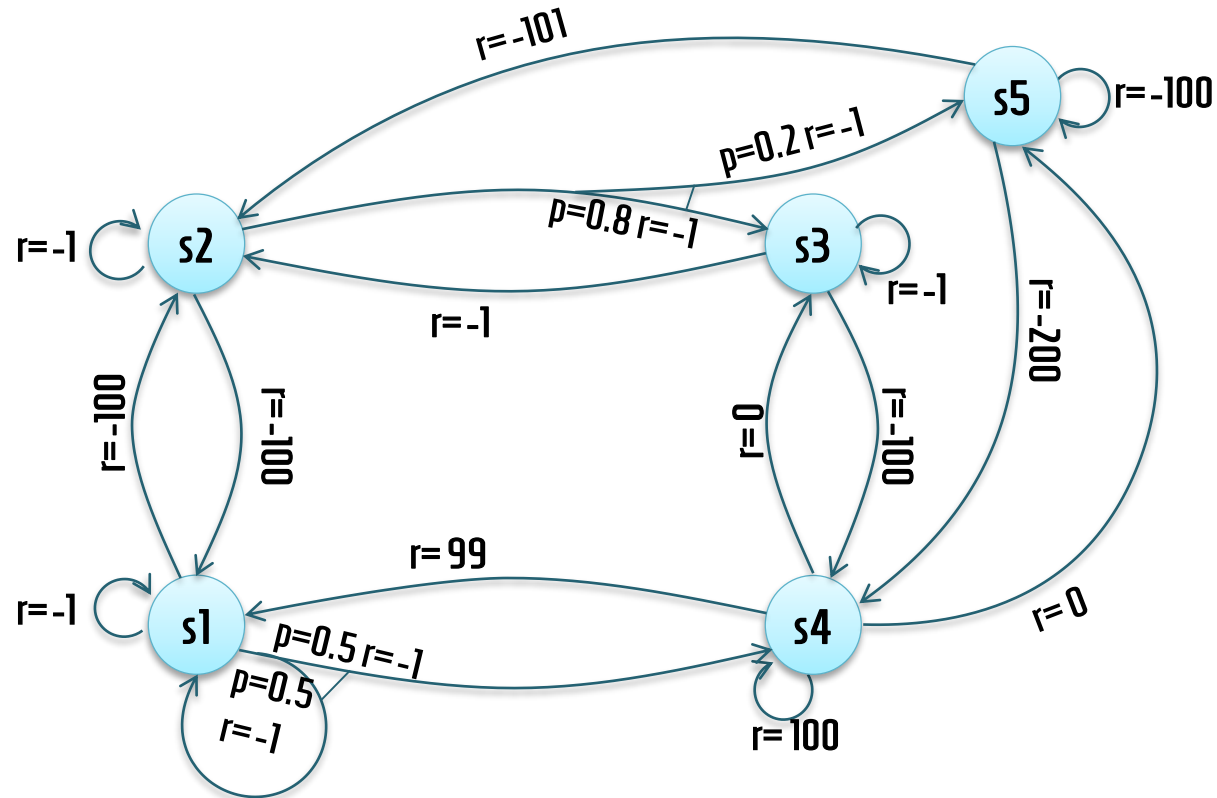 r= -101
s5
r= -100
p=0.2 r= -1
p=0.8 r= -1
s2
r= -1
s3
r= -1
r= -1
r= -200
r= -100
r= -100
r= 0
r= -100
r= 99
r= 0
r= -1
s1
p=0.5 r= -1
s4
p=0.5
r= -1
r= 100